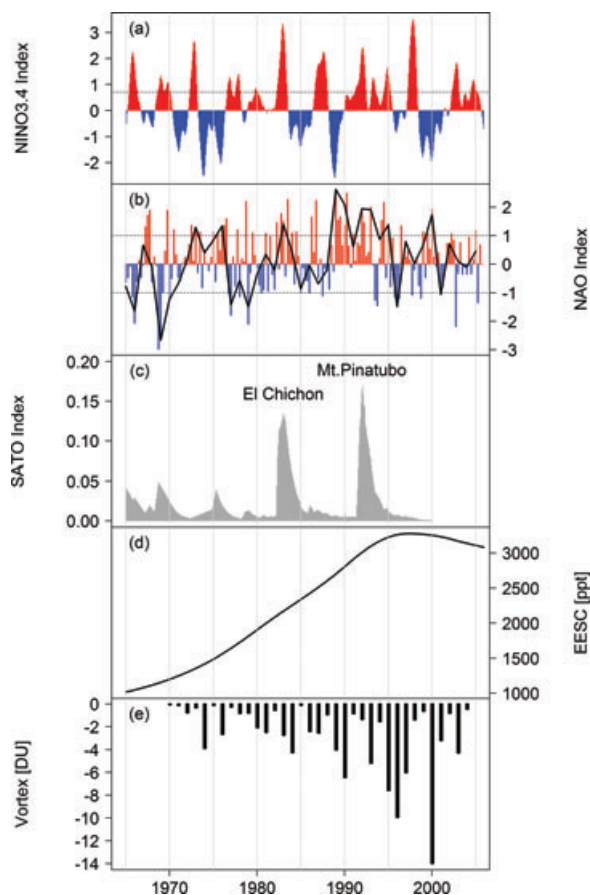 (a)
3
2
1
0
-1
-2
NINO3.4 Index
(b)
2
1
0
-1
-2
-3
NAO Index
(c)
0.20
0.15
0.10
0.05
0.00
SATO Index
Mt.Pinatubo
El Chichon
(d)
3000
2500
2000
1500
1000
EESC [ppt]
(e)
0
-2
-4
-6
-8
-10
-12
-14
Vortex [DU]
1970
1980
1990
2000